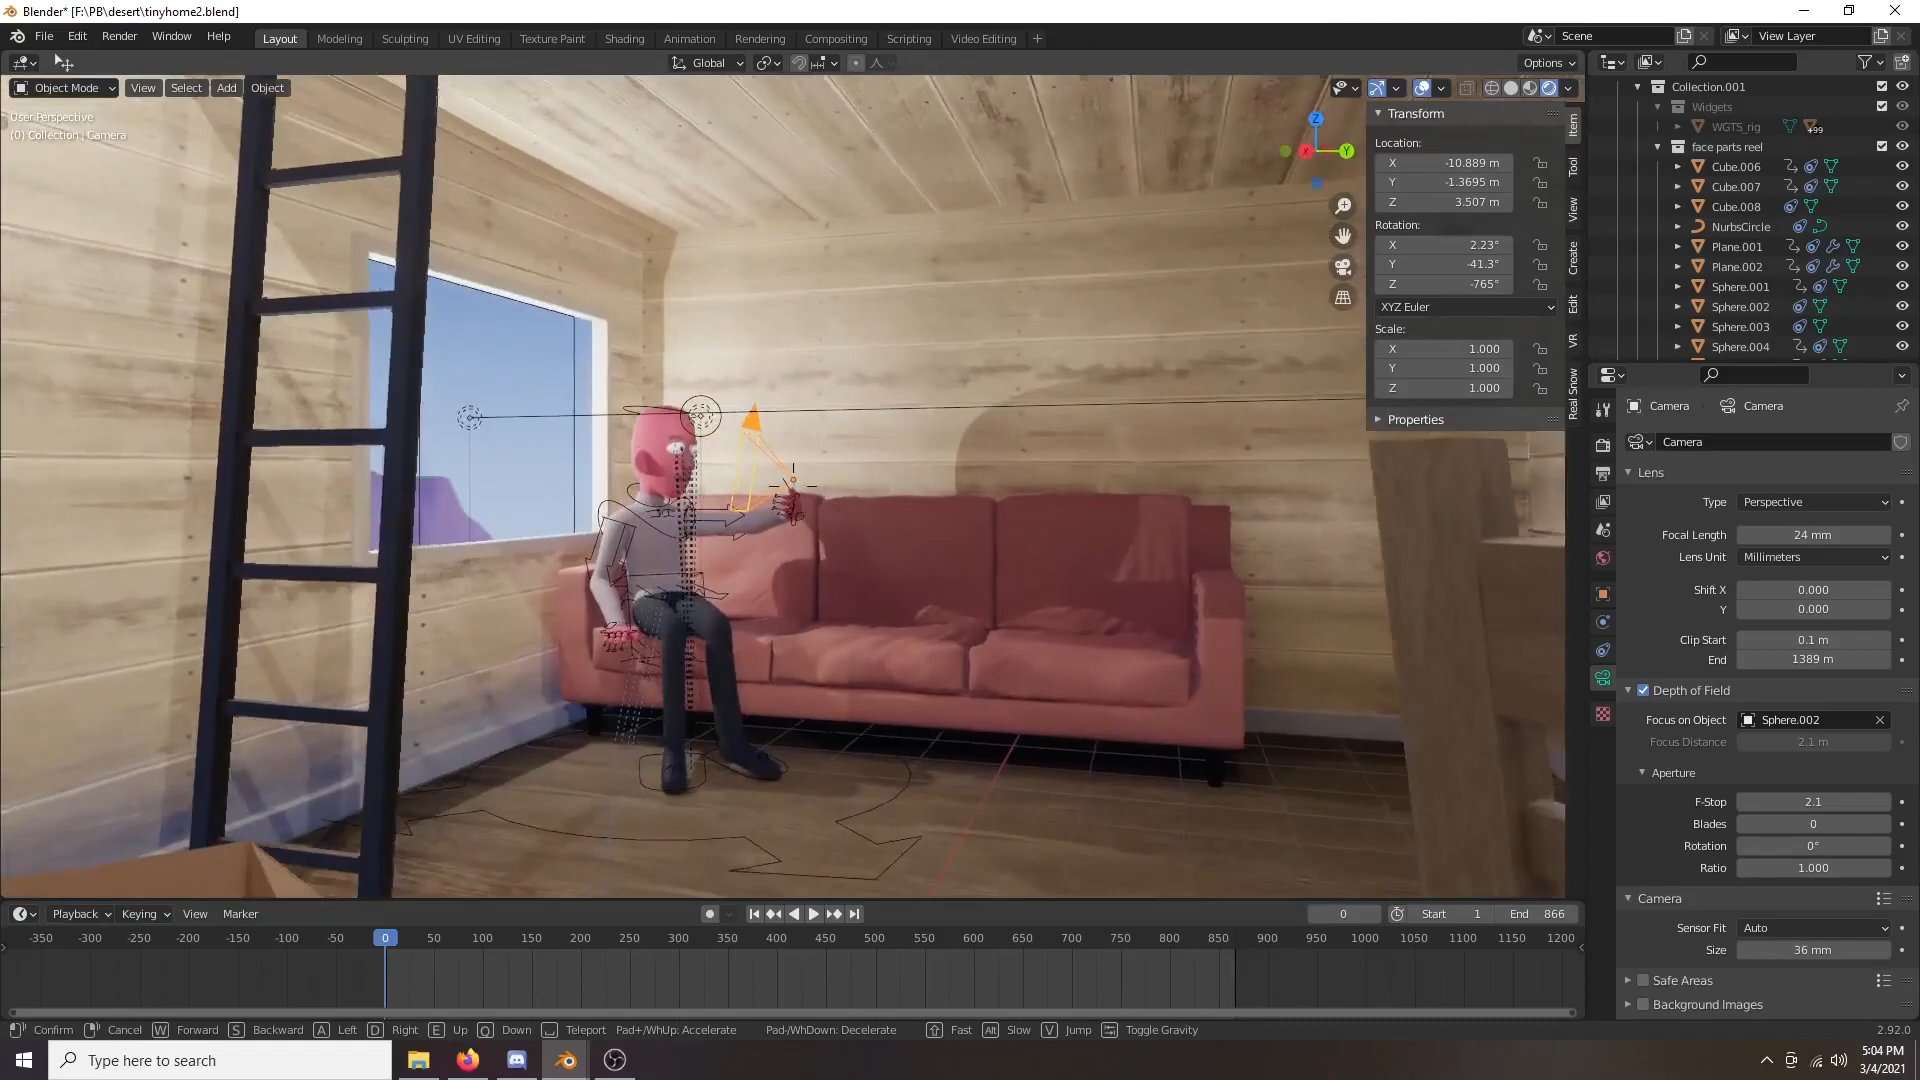 Blender* [F:\PB\desert\tinyhome2.blend]
File Edit Render Window Help Layout Modeling Sculpting UV Editing Texture Paint Shading Animation Rendering Compositing Scripting Video Editing + Scene View Layer
Global Options
Object Mode View Select Add Object
User Perspective
(0) Collection | Camera
Z
X
Y
Transform
Location:
X -10.889 m
Y -1.3695 m
Z 3.507 m
Rotation:
X 2.23°
Y -41.3°
Z -765°
XYZ Euler
Scale:
X 1.000
Y 1.000
Z 1.000
Properties
Item
Tool
View
Create
Edit
VR
Real Snow
Collection.001
Widgets
WGTS_rig +99
face parts reel
Cube.006
Cube.007
Cube.008
NurbsCircle
Plane.001
Plane.002
Sphere.001
Sphere.002
Sphere.003
Sphere.004
Camera Camera
Camera
Lens
Type Perspective
Focal Length 24 mm
Lens Unit Millimeters
Shift X 0.000
Y 0.000
Clip Start 0.1 m
End 1389 m
Depth of Field
Focus on Object Sphere.002
Focus Distance 2.1 m
Aperture
F-Stop 2.1
Blades 0
Rotation 0°
Ratio 1.000
Camera
Sensor Fit Auto
Size 36 mm
Safe Areas
Background Images
Playback Keying View Marker 0 Start 1 End 866
-350 -300 -250 -200 -150 -100 -50 0 50 100 150 200 250 300 350 400 450 500 550 600 650 700 750 800 850 900 950 1000 1050 1100 1150 1200
Confirm Cancel W Forward S Backward A Left D Right E Up Q Down Teleport Pad+/WhUp: Accelerate Pad-/WhDown: Decelerate Fast Alt Slow V Jump Toggle Gravity 2.92.0
Type here to search
5:04 PM
3/4/2021